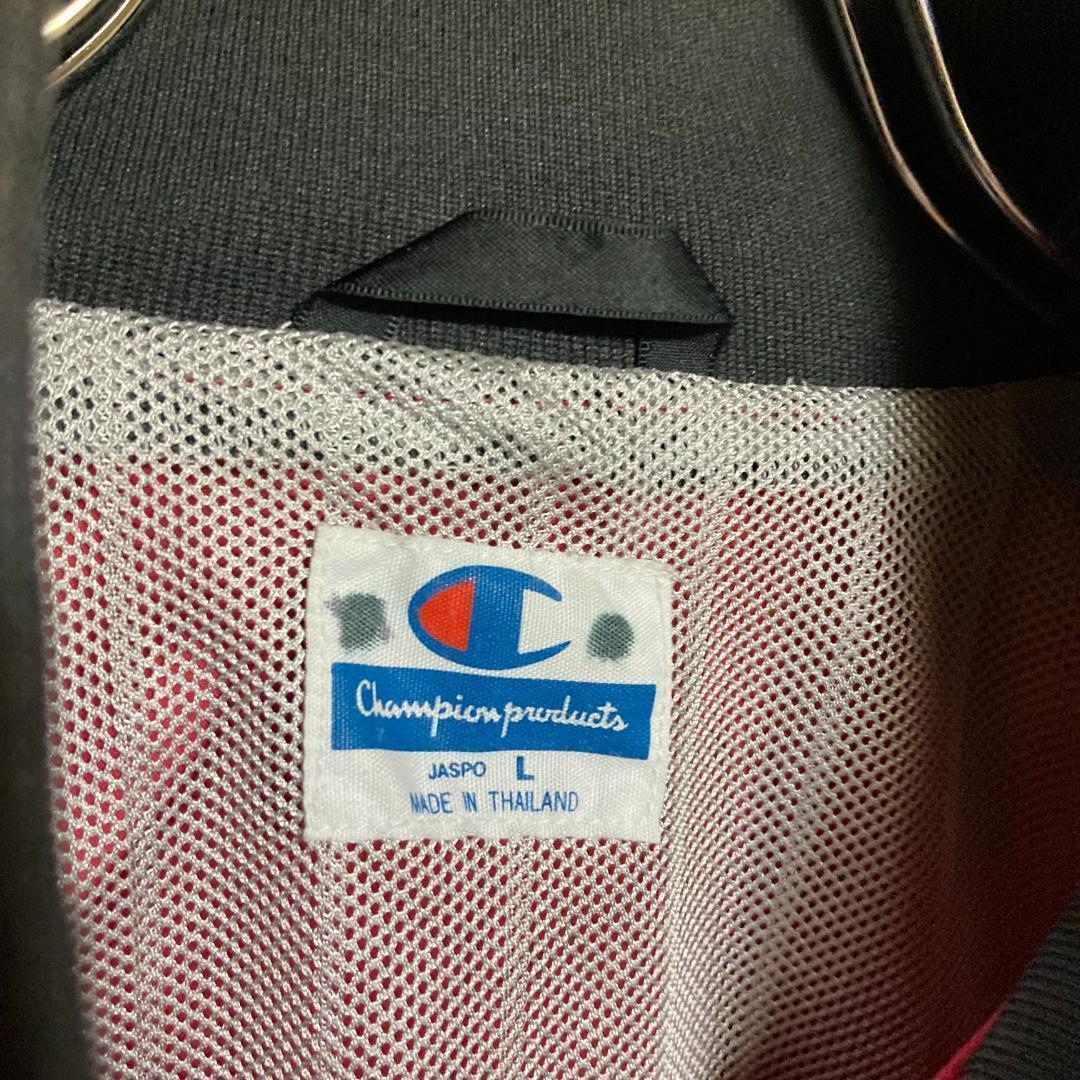 Champion products
JASPO L
MADE IN THAILAND